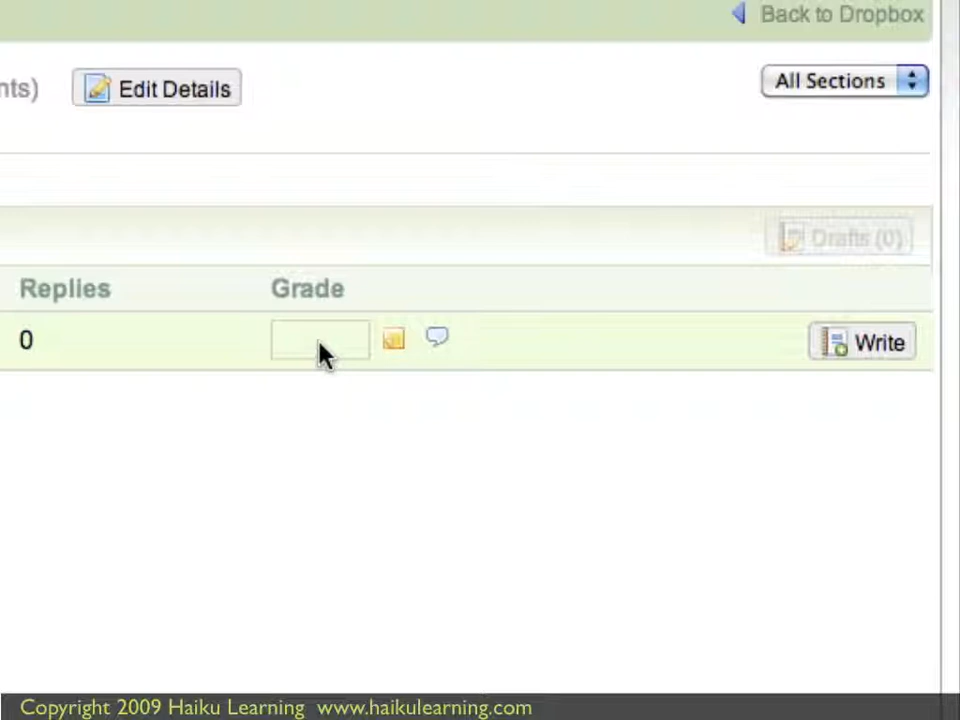 Back to Dropbox
nts) Edit Details All Sections
Drafts (0)
Replies Grade
0 Write
Copyright 2009 Haiku Learning www.haikulearning.com